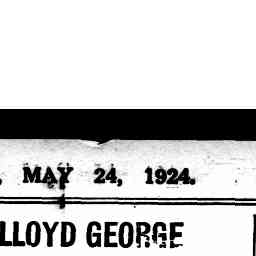 , MAY 24, 1924.
LLOYD GEORGE